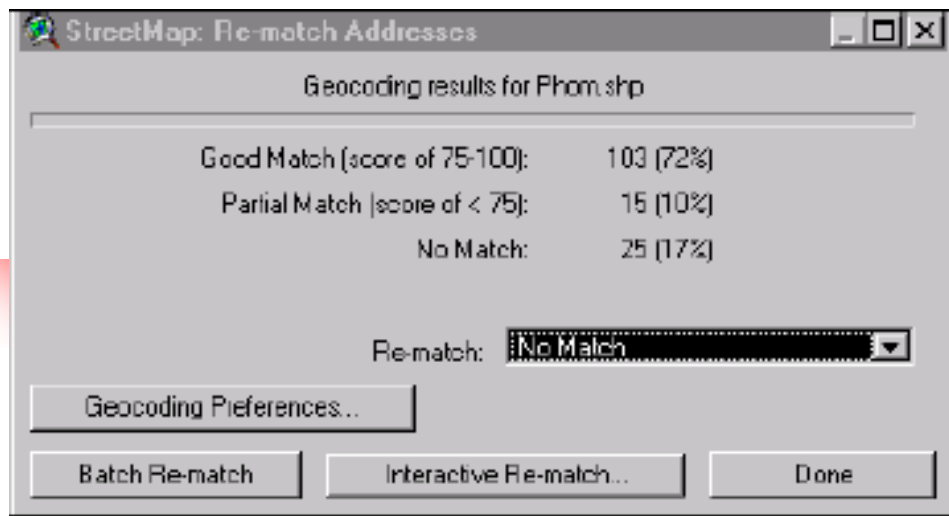 StreetMap: Re-match Addresses
Geocoding results for Phom.shp
Good Match (score of 75-100): 103 (72%)
Partial Match (score of < 75): 15 (10%)
No Match: 25 (17%)
Re-match: No Match
Geocoding Preferences...
Batch Re-match Interactive Re-match... Done